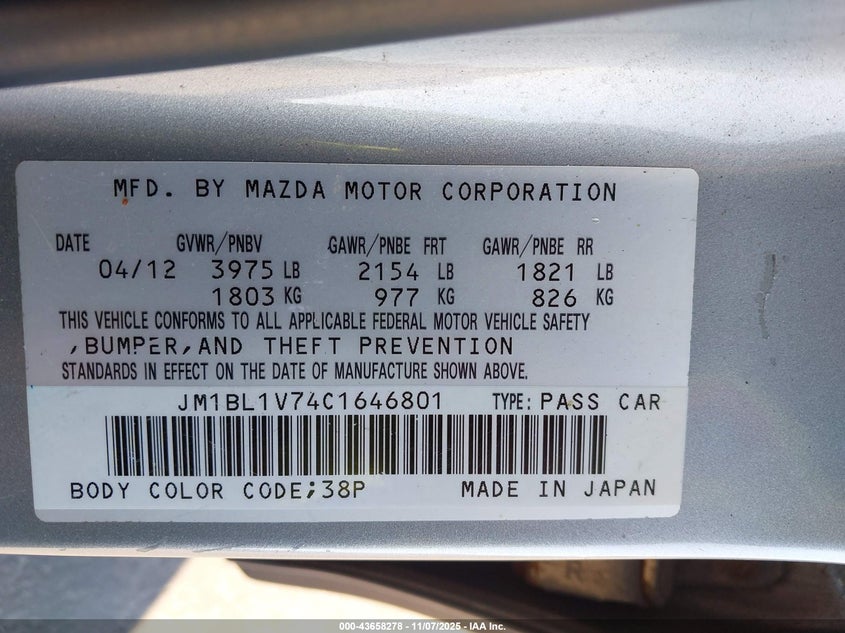 MFD. BY MAZDA MOTOR CORPORATION
DATE GVWR/PNBV GAWR/PNBE FRT GAWR/PNBE RR
04/12 3975 LB 2154 LB 1821 LB
1803 KG 977 KG 826 KG
THIS VEHICLE CONFORMS TO ALL APPLICABLE FEDERAL MOTOR VEHICLE SAFETY
,BUMPER,AND THEFT PREVENTION
STANDARDS IN EFFECT ON THE DATE OF MANUFACTURE SHOWN ABOVE.
JM1BL1V74C1646801 TYPE: PASS CAR
BODY COLOR CODE;38P MADE IN JAPAN
000-43658278 - 11/07/2025 - IAA Inc.